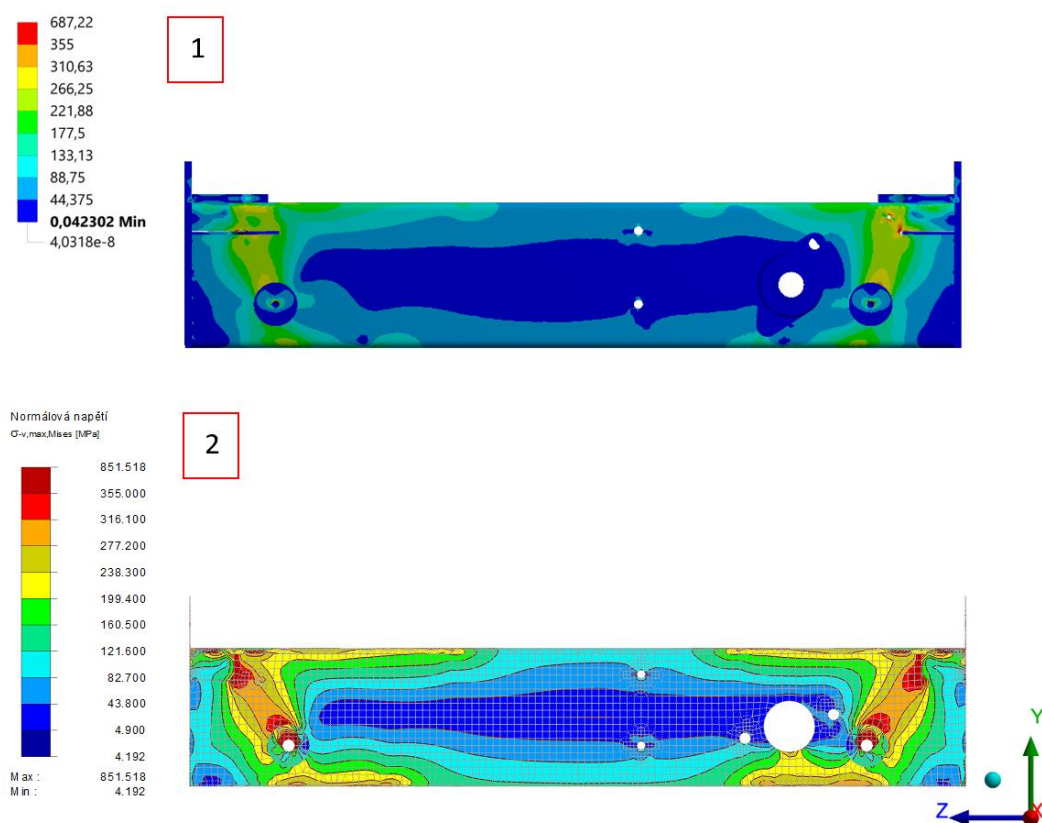 687,22
355
310,63
266,25
221,88
177,5
133,13
88,75
44,375
0,042302 Min
4,0318e-8
1
Normálová napětí
σ-v,max,Mises [MPa]
851.518
355.000
316.100
277.200
238.300
199.400
160.500
121.600
82.700
43.800
4.900
4.192
Max :
851.518
Min :
4.192
2
Y
Z
X